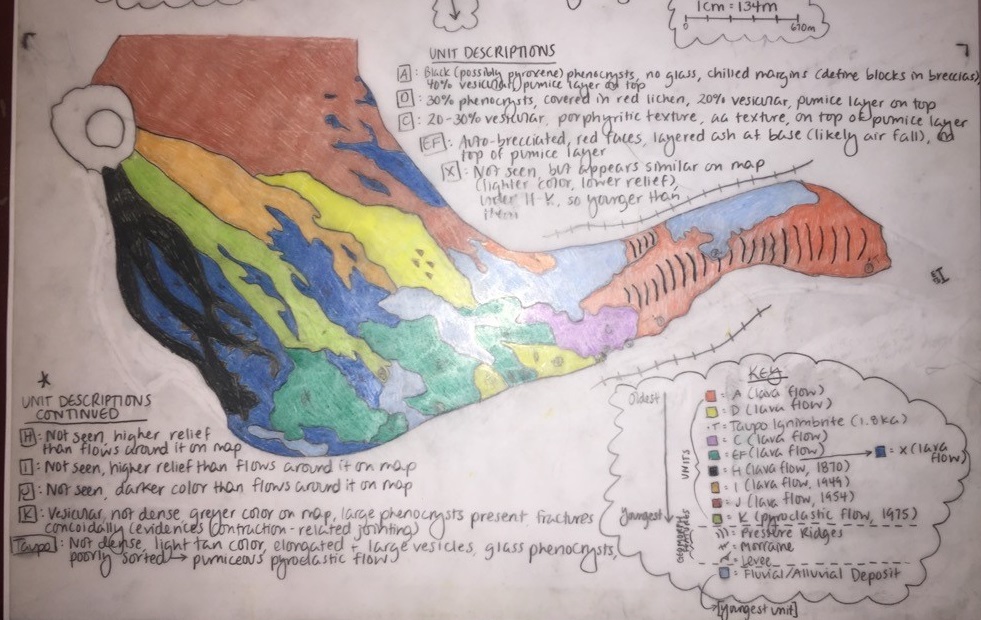 1cm = 134m
0
670m
UNIT DESCRIPTIONS
A: Black (possibly pyroxene) phenocrysts, no glass, chilled margins (define blocks in breccias),
40% vesicular, pumice layer on top
D: 30% phenocrysts, covered in red lichen, 20% vesicular, pumice layer on top
C: 20-30% vesicular, porphyritic texture, aa texture, on top of pumice layer
EF: Auto-brecciated, red faces, layered ash at base (likely air fall),
top of pumice layer
X: Not seen, but appears similar on map
(lighter color, lower relief),
under H-K, so younger than
them
*
UNIT DESCRIPTIONS
CONTINUED
H: Not seen, higher relief
than flows around it on map
I: Not seen, higher relief than flows around it on map
J: Not seen, darker color than flows around it on map
K: Vesicular, not dense, greyer color on map, large phenocrysts present, fractures
concoidally (evidences contraction-related jointing)
Taupo: Not dense, light tan color, elongated + large vesicles, glass phenocrysts,
poorly sorted → pumiceous pyroclastic flow
KEY
Oldest
UNITS
Youngest
: A (lava flow)
: D (lava flow)
T : Taupo Ignimbrite (1.8ka)
: C (lava flow)
: EF (lava flow) → : X (lava flow)
: H (lava flow, 1870)
: I (lava flow, 1949)
: J (lava flow, 1954)
: K (pyroclastic flow, 1975)
: Pressure Ridges
: Morraine
: Levee
: Fluvial/Alluvial Deposit
[youngest unit]